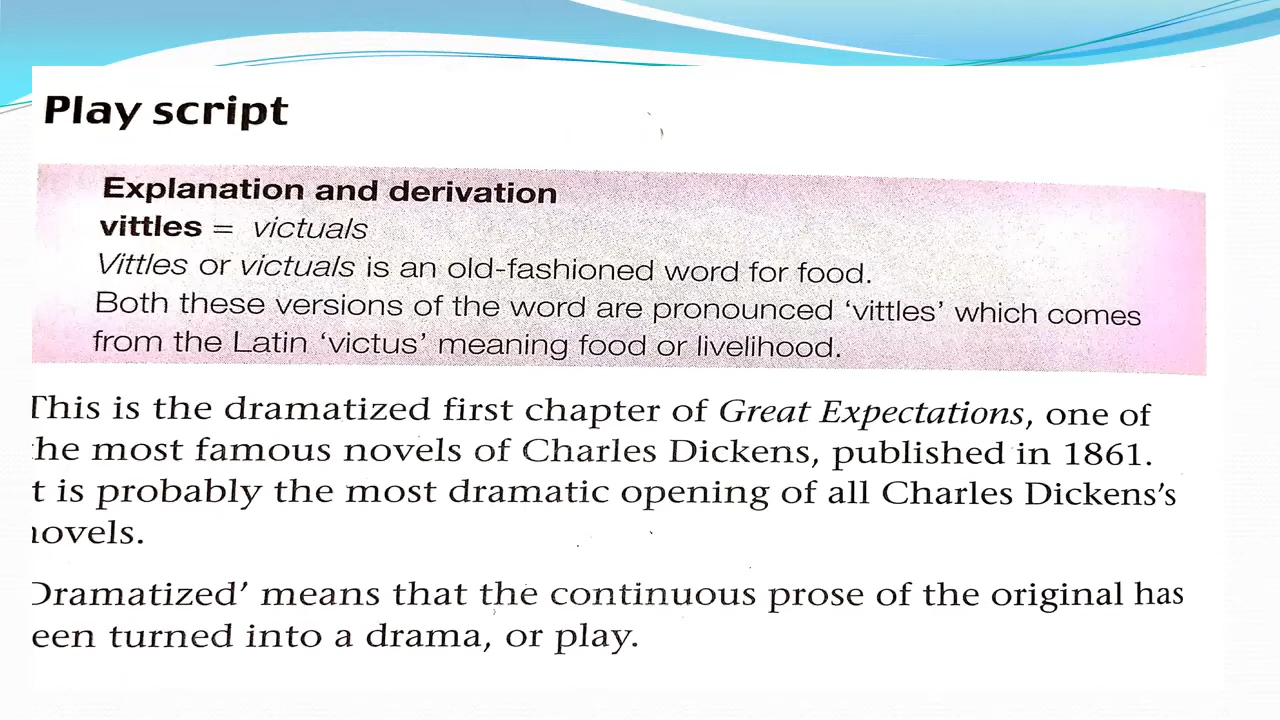 Play script
Explanation and derivation
vittles = victuals
Vittles or victuals is an old-fashioned word for food.
Both these versions of the word are pronounced ‘vittles’ which comes
from the Latin ‘victus’ meaning food or livelihood.
This is the dramatized first chapter of Great Expectations, one of
he most famous novels of Charles Dickens, published in 1861.
t is probably the most dramatic opening of all Charles Dickens’s
novels.
Dramatized’ means that the continuous prose of the original has
een turned into a drama, or play.